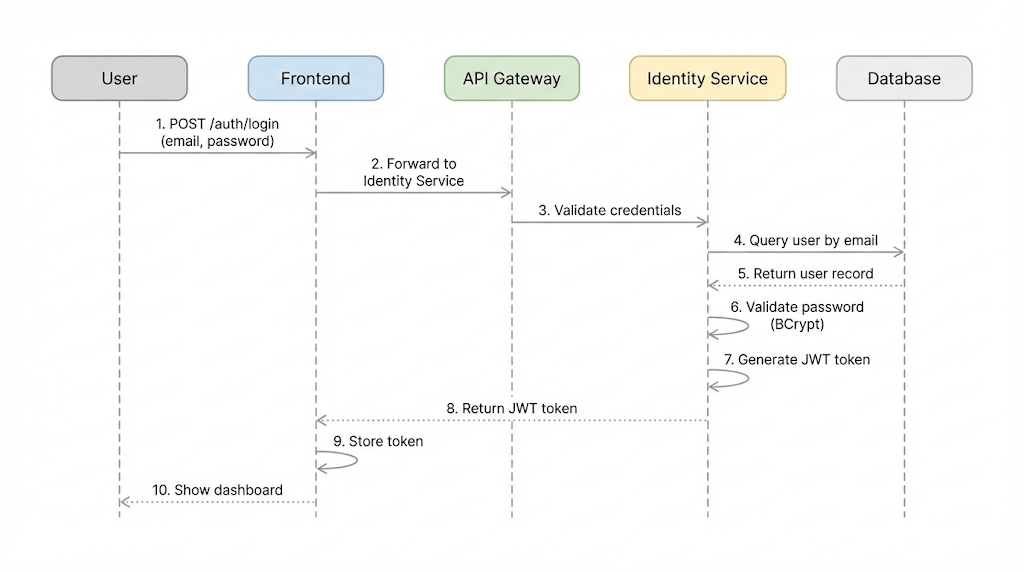 User
Frontend
API Gateway
Identity Service
Database
1. POST /auth/login
(email, password)
2. Forward to
Identity Service
3. Validate credentials
4. Query user by email
5. Return user record
6. Validate password
(BCrypt)
7. Generate JWT token
8. Return JWT token
9. Store token
10. Show dashboard